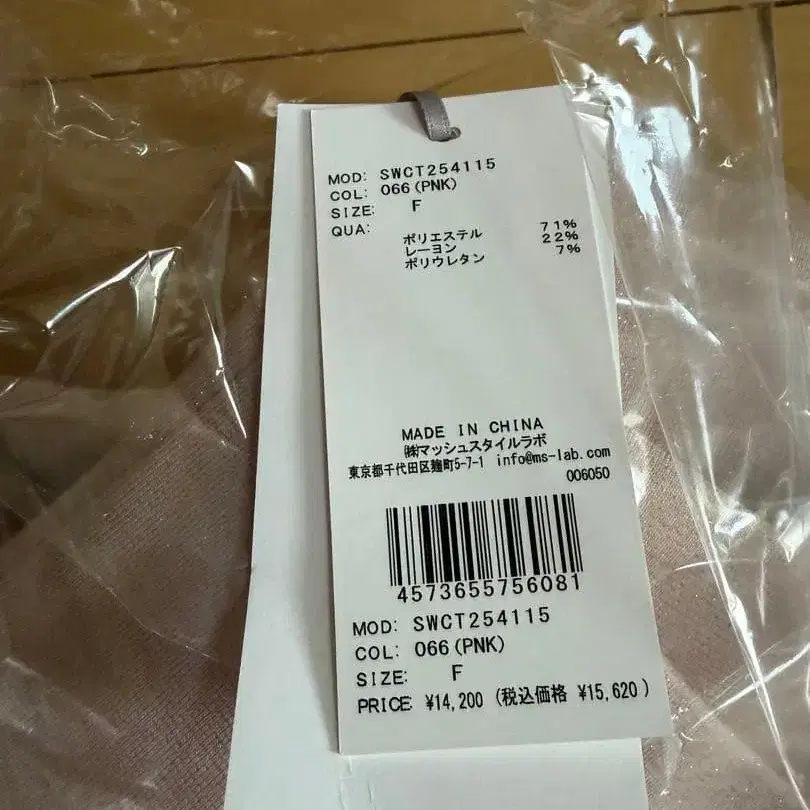 MOD: SWCT254115
COL: 066(PNK)
SIZE: F
QUA:
ポリエステル 71%
レーヨン 22%
ポリウレタン 7%
MADE IN CHINA
㈱マッシュスタイルラボ
東京都千代田区麹町5-7-1 info@ms-lab.com
006050
4573655756081
MOD: SWCT254115
COL: 066(PNK)
SIZE: F
PRICE: ¥14,200 (税込価格 ¥15,620)